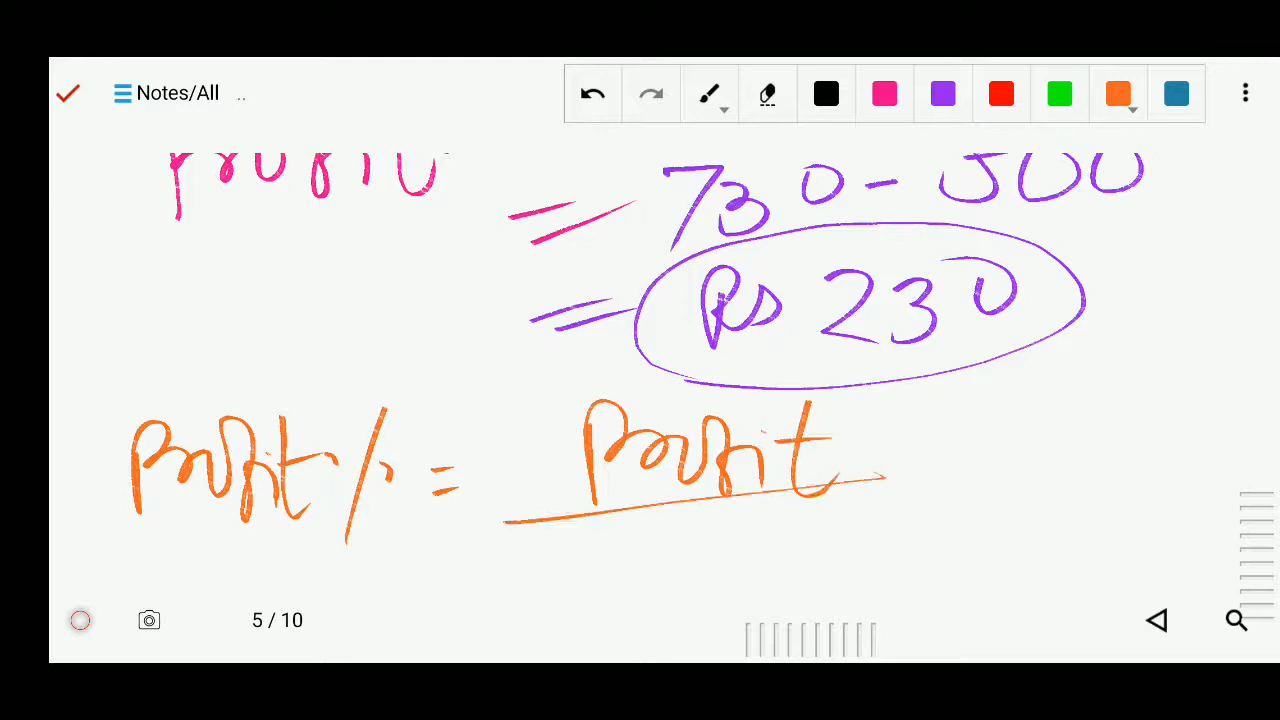 Notes/All ..
Profit
= 730 - 500
= Rs 230
Profit % = Profit
5 / 10